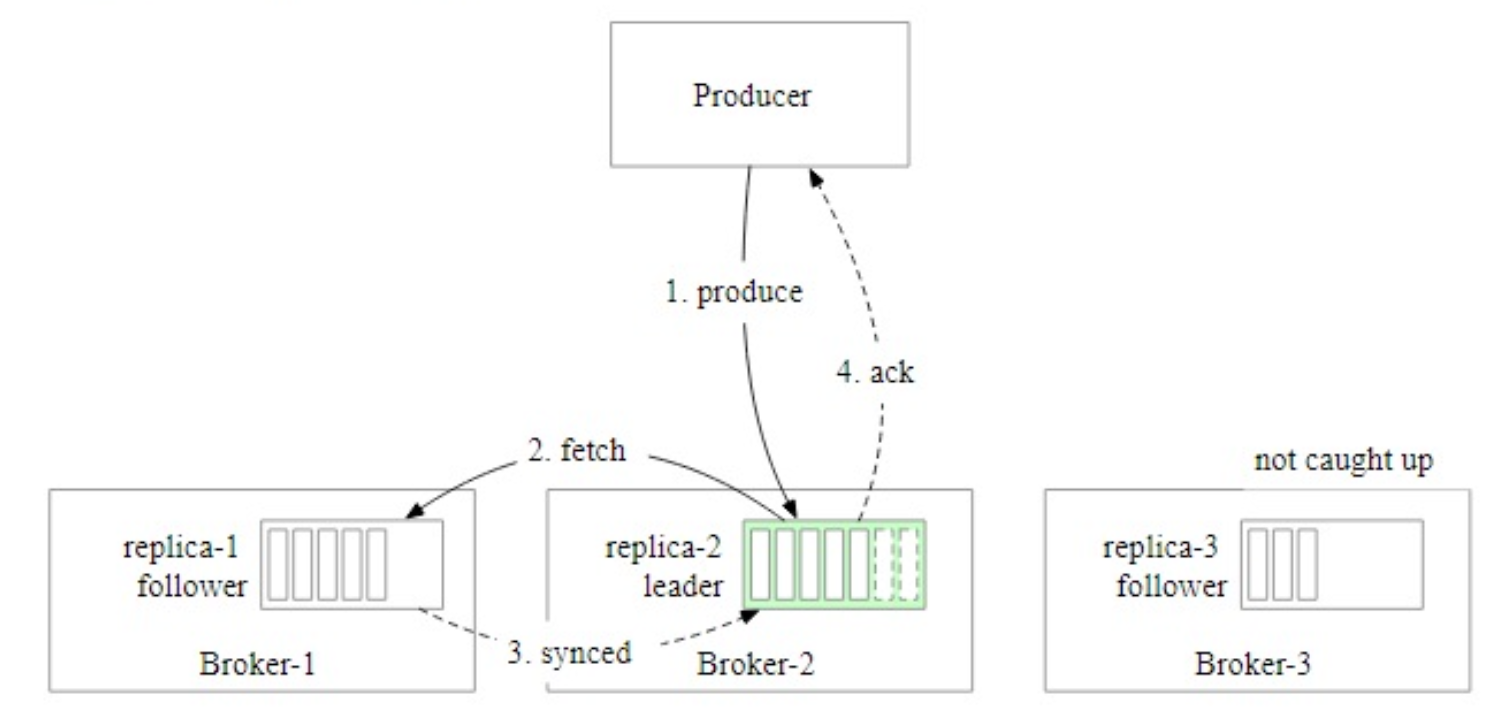 Producer
1. produce
4. ack
2. fetch
not caught up
replica-1
follower
replica-2
leader
replica-3
follower
3. synced
Broker-1
Broker-2
Broker-3